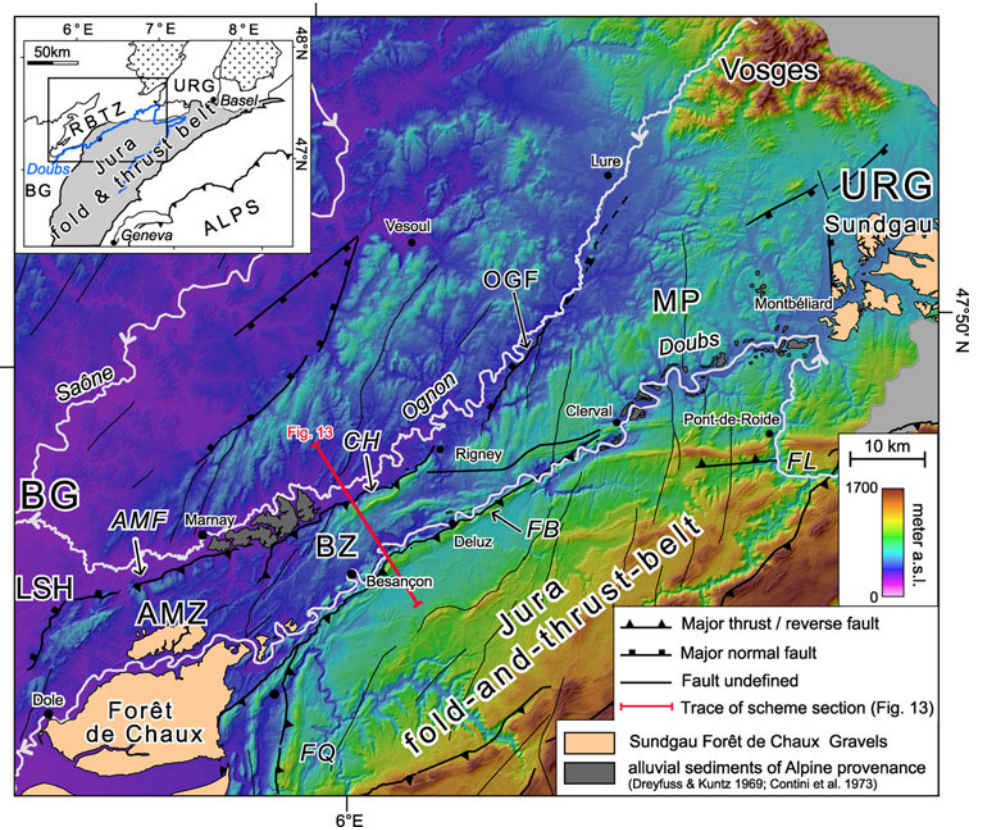 6°E 7°E 8°E
48°N
50km
URG
Basel
RBTZ
Doubs
47°N
BG
Jura
fold & thrust belt
ALPS
Geneva
Vosges
Lure
URG
Sundgau
Vesoul
OGF
MP
Montbéliard
47°50' N
Doubs
Saône
Ognon
Clerval
Pont-de-Roide
Fig. 13
CH
Rigney
FL
10 km
BG
AMF
Marnay
1700
meter a.s.l.
0
BZ
Deluz
FB
Besançon
LSH
AMZ
Jura
fold-and-thrust-belt
Dole
Forêt
de Chaux
FQ
Major thrust / reverse fault
Major normal fault
Fault undefined
Trace of scheme section (Fig. 13)
Sundgau Forêt de Chaux Gravels
alluvial sediments of Alpine provenance
(Dreyfuss & Kuntz 1969; Contini et al. 1973)
6°E